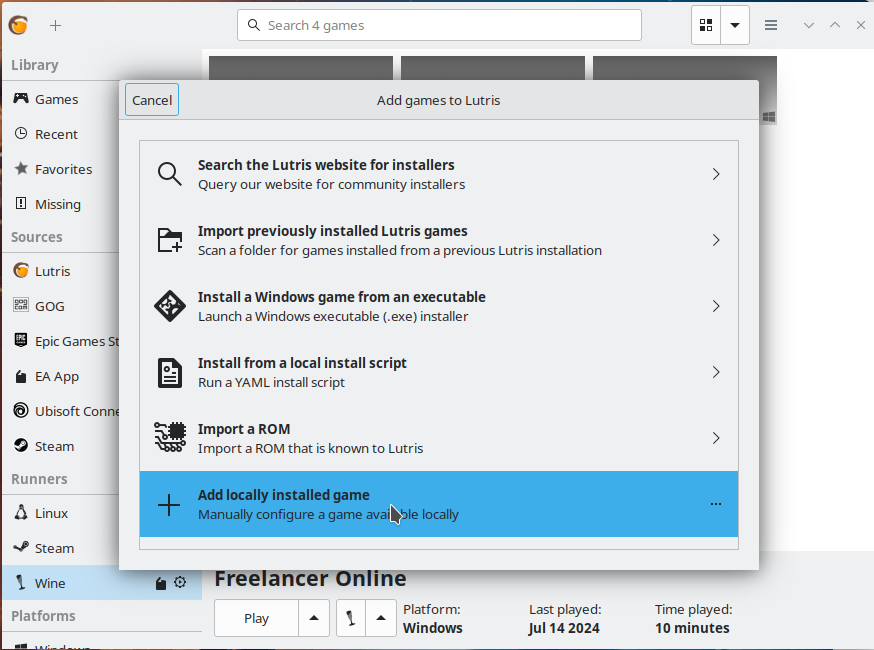 Search 4 games
Library
Games
Recent
Favorites
Missing
Sources
Lutris
GOG
Epic Games St
EA App
Ubisoft Conne
Steam
Runners
Linux
Steam
Wine
Platforms
Cancel
Add games to Lutris
Search the Lutris website for installers
Query our website for community installers
Import previously installed Lutris games
Scan a folder for games installed from a previous Lutris installation
Install a Windows game from an executable
Launch a Windows executable (.exe) installer
Install from a local install script
Run a YAML install script
Import a ROM
Import a ROM that is known to Lutris
Add locally installed game
Manually configure a game available locally
Freelancer Online
Play
Platform:
Windows
Last played:
Jul 14 2024
Time played:
10 minutes